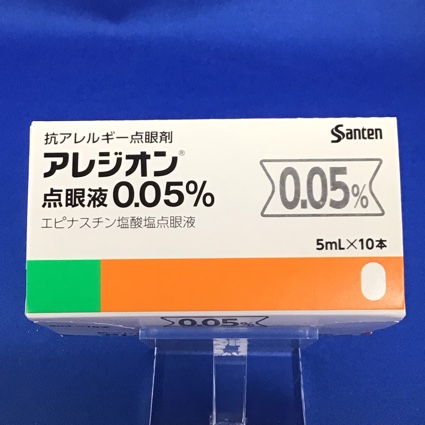 抗アレルギー点眼剤
Santen
アレジオン®
点眼液 0.05%
0.05%
エピナスチン塩酸塩点眼液
5mL×10本
0.05%